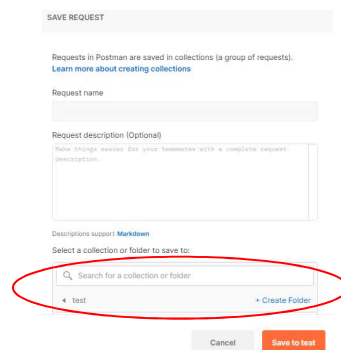 SAVE REQUEST
Requests in Postman are saved in collections (a group of requests).
Learn more about creating collections
Request name
Request description (Optional)
Make things easier for your teammates with a complete request
description.
Descriptions support Markdown
Select a collection or folder to save to:
Search for a collection or folder
test + Create Folder
Cancel Save to test